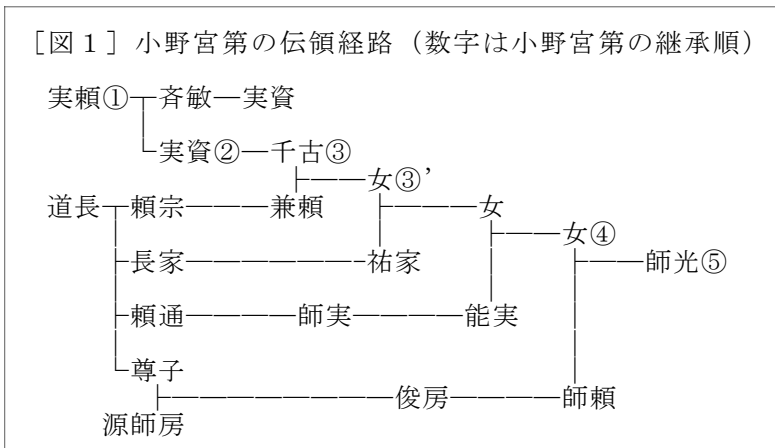 ［図１］小野宮第の伝領経路（数字は小野宮第の継承順）
実頼① 斉敏 実資
実資② 千古③
女③’
道長 頼宗 兼頼 女
女④
長家 祐家 師光⑤
頼通 師実 能実
尊子
俊房 師頼
源師房